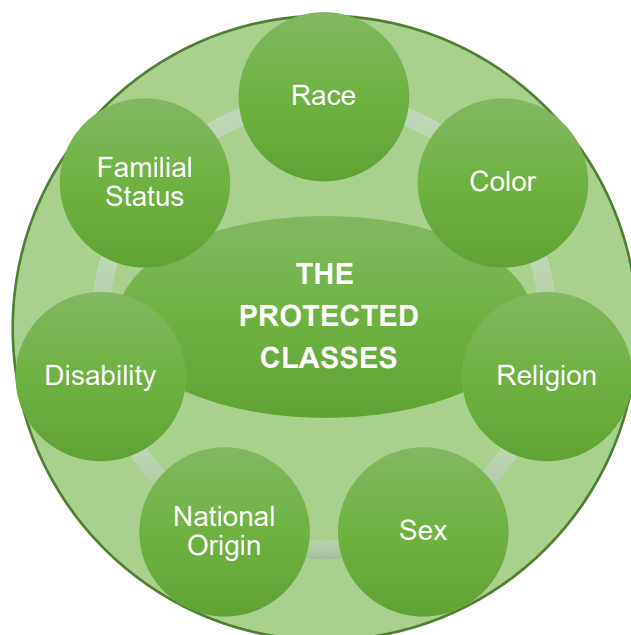 Race
Color
Religion
Sex
National
Origin
Disability
Familial
Status
THE
PROTECTED
CLASSES